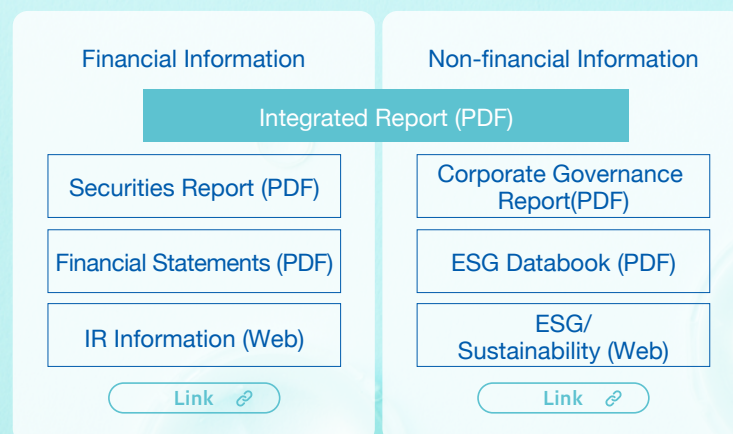 Financial Information
Non-financial Information
Integrated Report (PDF)
Securities Report (PDF)
Financial Statements (PDF)
IR Information (Web)
Link
Corporate Governance
Report(PDF)
ESG Databook (PDF)
ESG/
Sustainability (Web)
Link